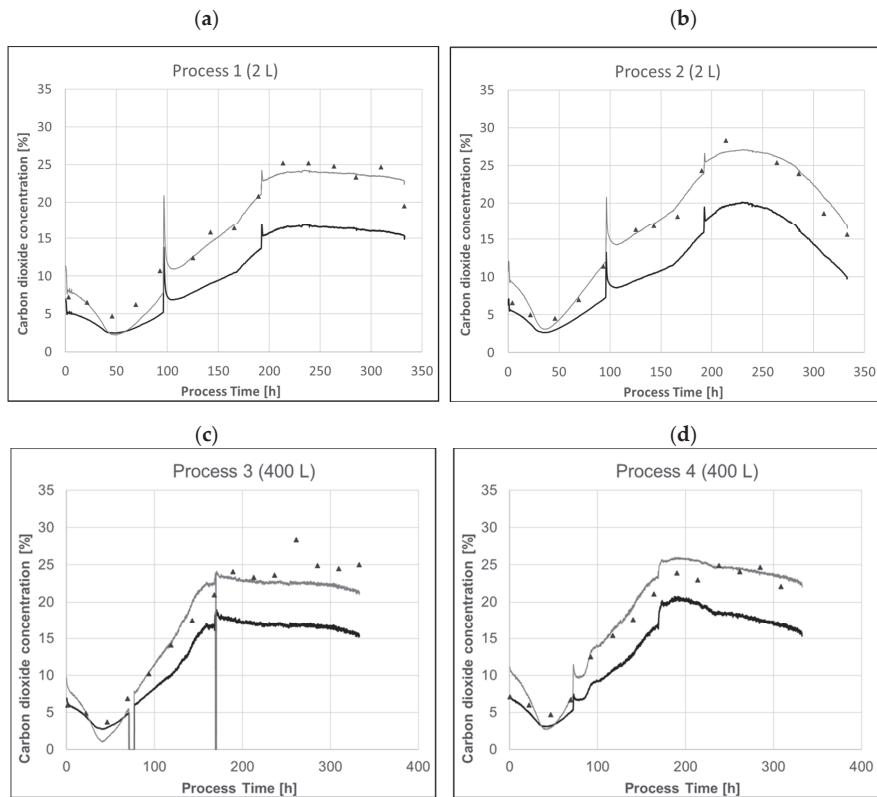 (a)
(b)
Process 1 (2 L)
Carbon dioxide concentration [%]
35
30
25
20
15
10
5
0
0 50 100 150 200 250 300 350
Process Time [h]
Process 2 (2 L)
Carbon dioxide concentration [%]
35
30
25
20
15
10
5
0
0 50 100 150 200 250 300 350
Process Time [h]
(c)
(d)
Process 3 (400 L)
Carbon dioxide concentration [%]
35
30
25
20
15
10
5
0
0 100 200 300 400
Process Time [h]
Process 4 (400 L)
Carbon dioxide concentration [%]
35
30
25
20
15
10
5
0
0 100 200 300 400
Process Time [h]